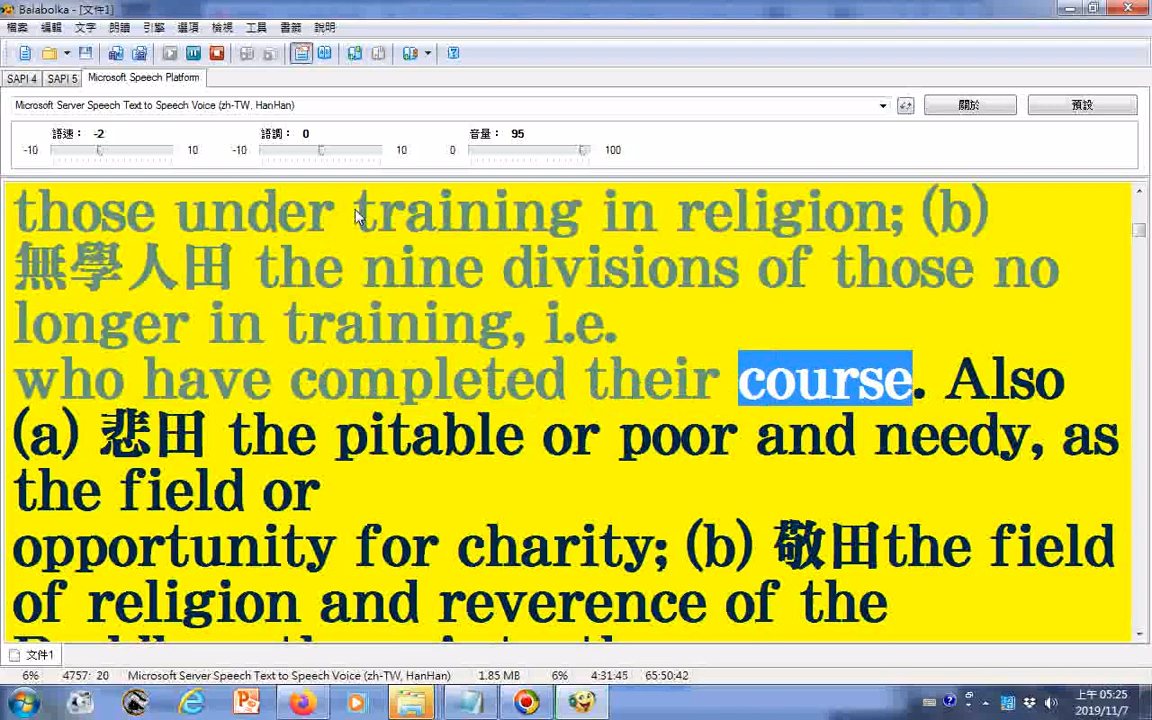 Balabolka - [文件1]
檔案 編輯 文字 朗讀 引擎 選項 檢視 工具 書籤 說明
SAPI 4 SAPI 5 Microsoft Speech Platform
Microsoft Server Speech Text to Speech Voice (zh-TW, HanHan) 關於 預設
語速： -2 語調： 0 音量： 95
-10 10 -10 10 0 100
those under training in religion; (b)
無學人田 the nine divisions of those no
longer in training, i.e.
who have completed their course. Also
(a) 悲田 the pitable or poor and needy, as
the field or
opportunity for charity; (b) 敬田the field
of religion and reverence of the
文件1
6% 4757: 20 Microsoft Server Speech Text to Speech Voice (zh-TW, HanHan) 1.85 MB 6% 4:31:45 65:50:42
上午 05:25
2019/11/7